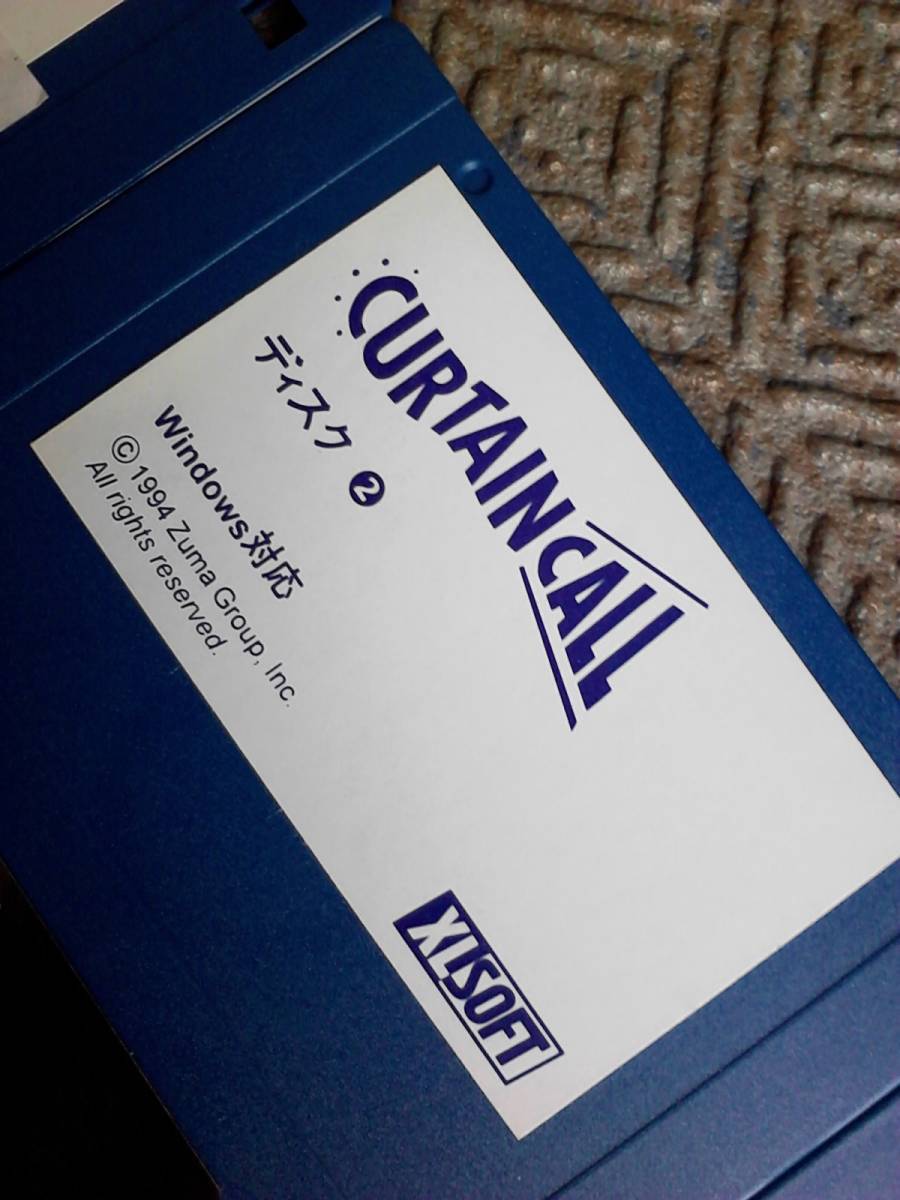 CURTAIN CALL
ディスク ❷
Windows対応
© 1994 Zuma Group, Inc.
All rights reserved.
XLSOFT